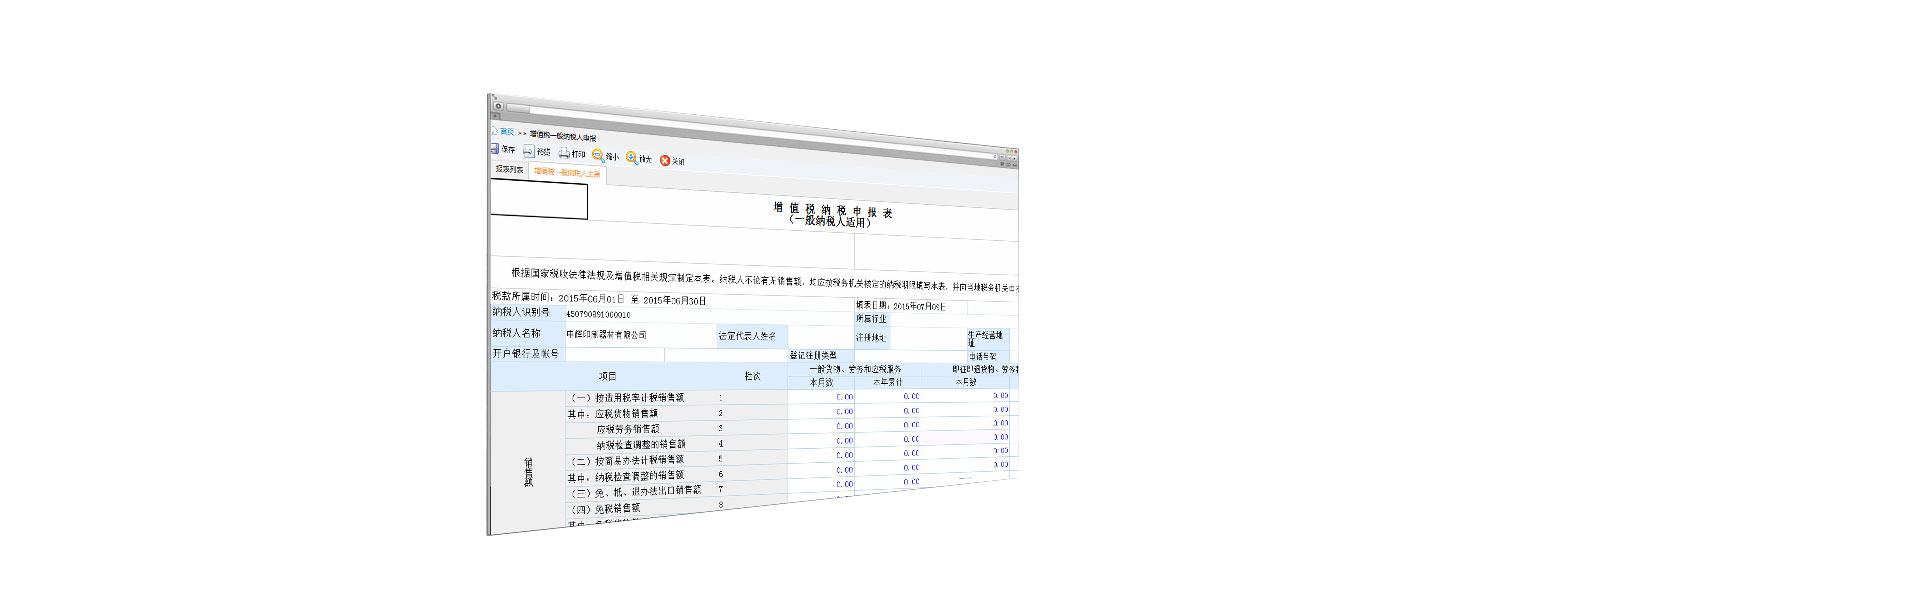 首页 >> 增值税一般纳税人申报
保存 预览 打印 缩小 放大 关闭
报表列表 增值税一般纳税人主表
增 值 税 纳 税 申 报 表
（一般纳税人适用）
根据国家税收法律法规及增值税相关规定制定本表。纳税人不论有无销售额，均应按税务机关核定的纳税期限填写本表，并向当地税务机关申
税款所属时间：2015年06月01日 至 2015年06月30日 填表日期：2015年07月09日
纳税人识别号 450790991000010 所属行业
纳税人名称 申辉印刷器材有限公司 法定代表人姓名 注册地址 生产经营地址
开户银行及帐号 登记注册类型 电话号码
项目 栏次 一般货物、劳务和应税服务 即征即退货物、劳务
本月数 本年累计 本月数
销售额
（一）按适用税率计税销售额 1 0.00 0.00 0.00
其中：应税货物销售额 2 0.00 0.00 0.00
应税劳务销售额 3 0.00 0.00 0.00
纳税检查调整的销售额 4 0.00 0.00 0.00
（二）按简易办法计税销售额 5 0.00 0.00 0.00
其中：纳税检查调整的销售额 6 0.00 0.00 0.00
（三）免、抵、退办法出口销售额 7 0.00 0.00
（四）免税销售额 8